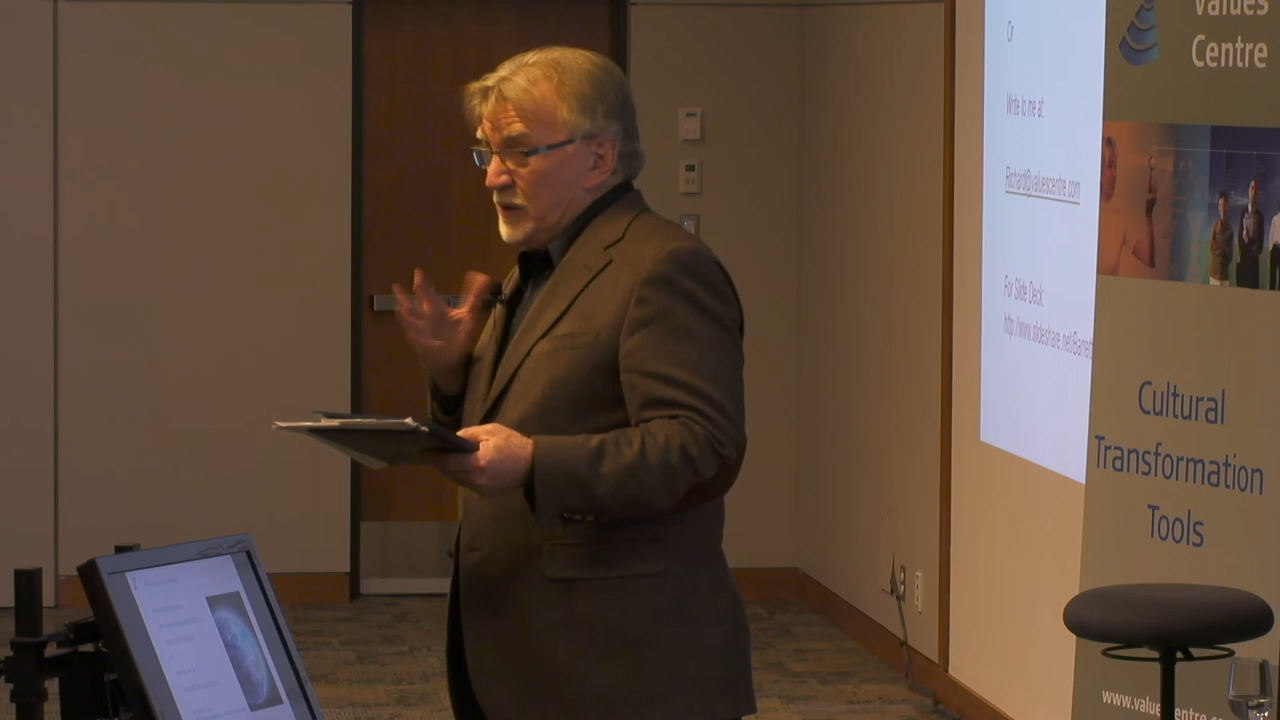 Or
Write to me at:
Richard@valuescentre.com
For Slide Deck
http://www.slideshare.net/Barrett
Values
Centre
Cultural
Transformation
Tools
www.valuescentre.co